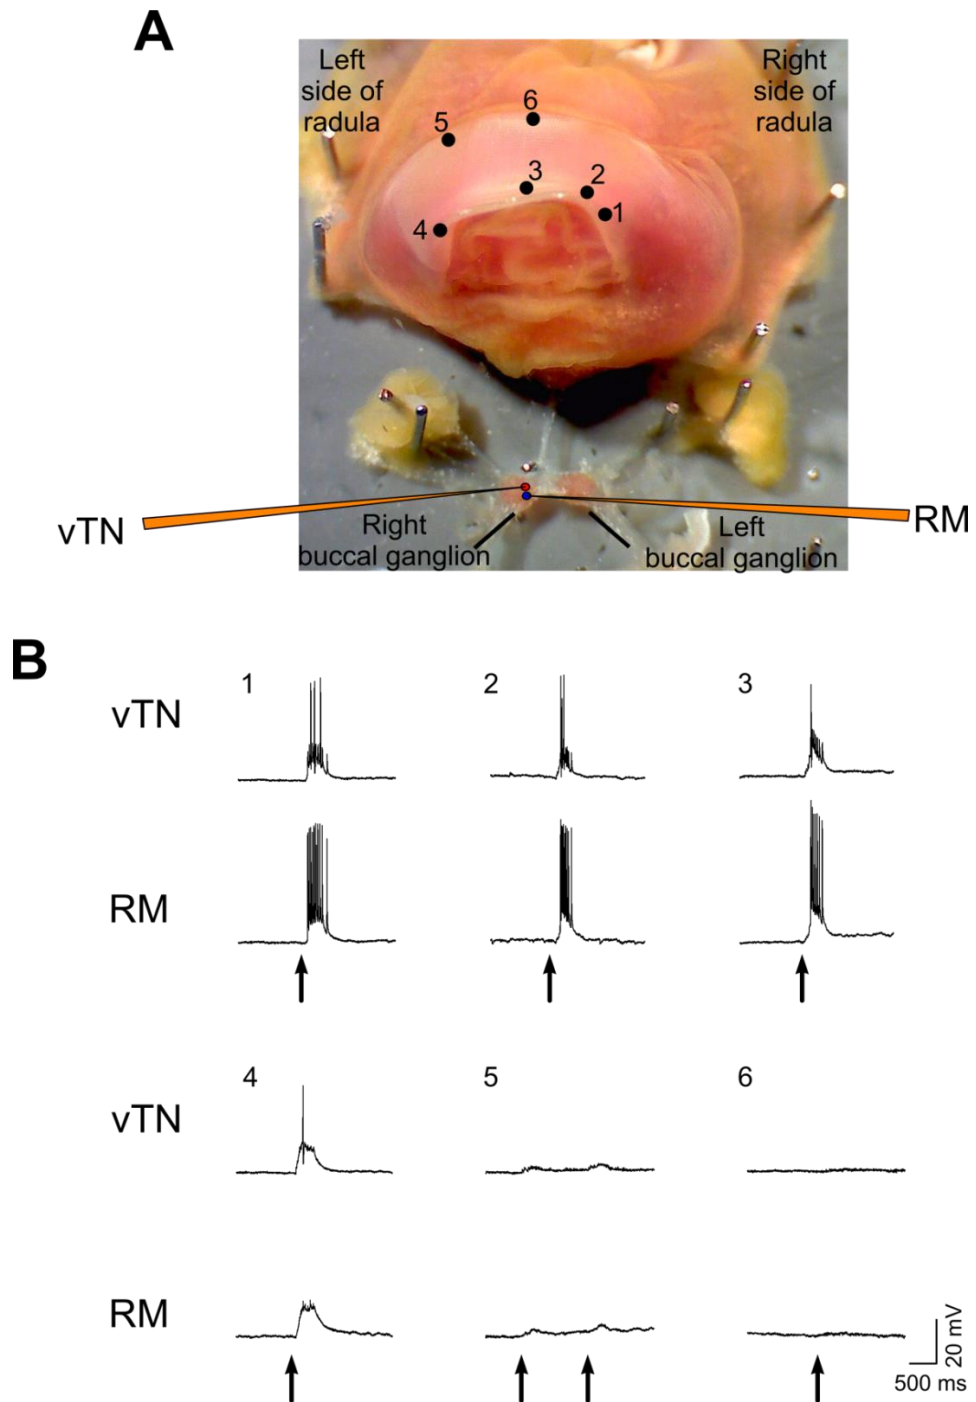 A
Left
side of
radula
Right
side of
radula
6
5
3
2
1
4
vTN
RM
Right
buccal ganglion
Left
buccal ganglion
B
1
2
3
vTN
RM
4
5
6
vTN
RM
20 mV
500 ms